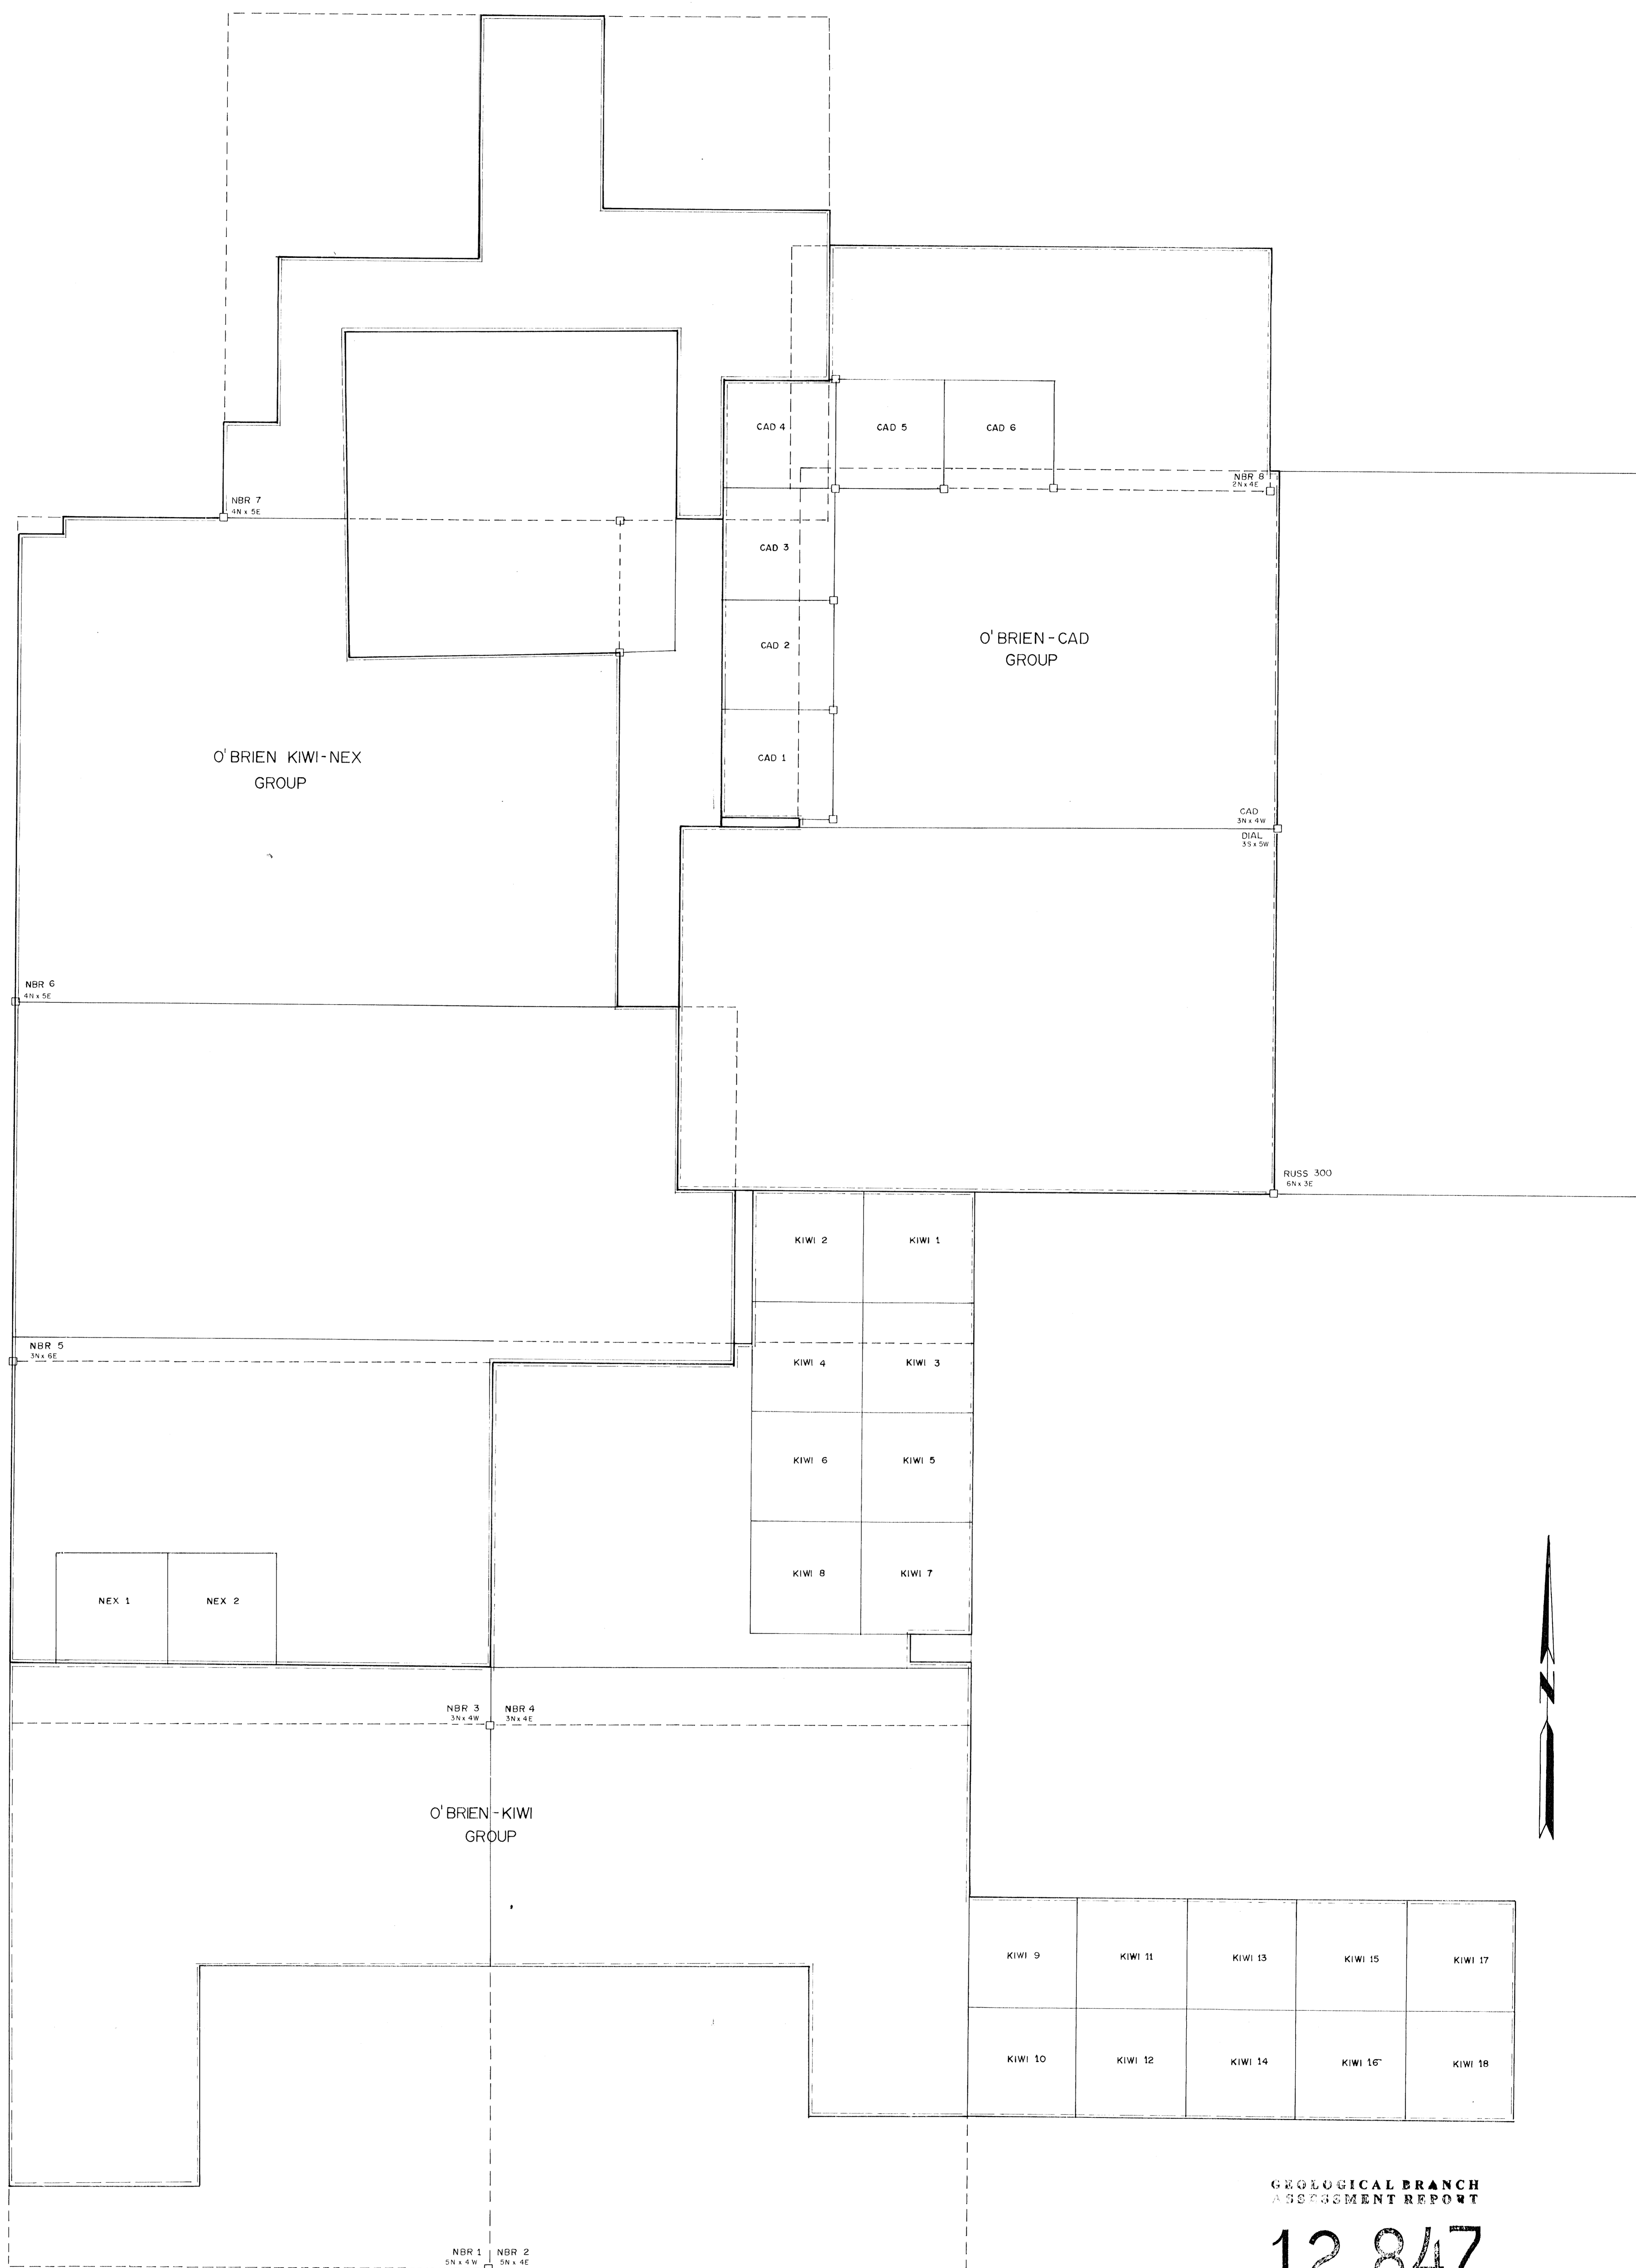 CAD 4
CAD 5
CAD 6
NBR 8
2N x 4E
NBR 7
4N x 5E
CAD 3
O'BRIEN-CAD
GROUP
CAD 2
O'BRIEN KIWI-NEX
GROUP
CAD 1
CAD
3N x 4W
DIAL
3S x 5W
NBR 6
4N x 5E
RUSS 300
6N x 3E
KIWI 2
KIWI 1
NBR 5
3N x 6E
KIWI 4
KIWI 3
KIWI 6
KIWI 5
KIWI 8
KIWI 7
NEX 1
NEX 2
N
NBR 3
3N x 4W
NBR 4
3N x 4E
O'BRIEN-KIWI
GROUP
KIWI 9
KIWI 11
KIWI 13
KIWI 15
KIWI 17
KIWI 10
KIWI 12
KIWI 14
KIWI 16
KIWI 18
GEOLOGICAL BRANCH
ASSESSMENT REPORT
12,847
NBR 1
5N x 4W
NBR 2
5N x 4E